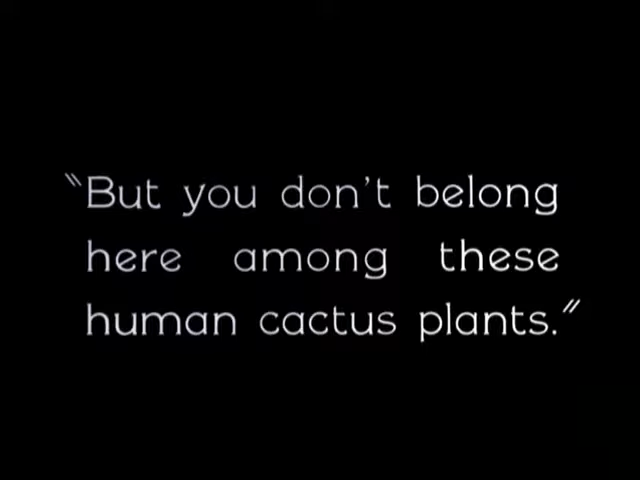 "But you don't belong
here among these
human cactus plants."